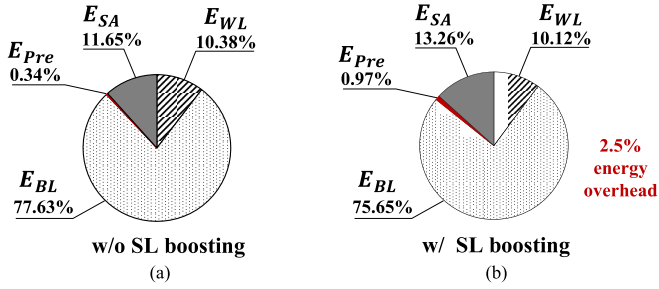 E_SA
11.65%
E_WL
10.38%
E_Pre
0.34%
E_BL
77.63%
w/o SL boosting
(a)
E_SA
13.26%
E_WL
10.12%
E_Pre
0.97%
E_BL
75.65%
2.5%
energy
overhead
w/ SL boosting
(b)